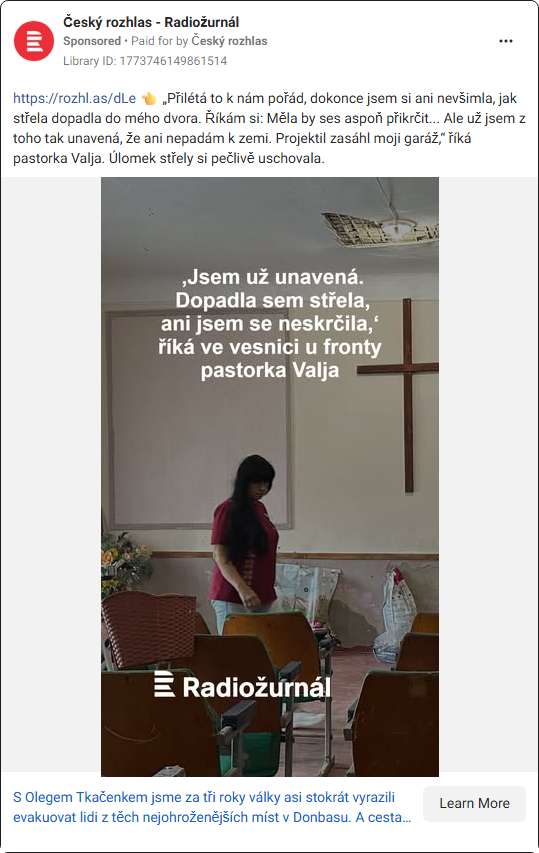 Český rozhlas - Radiožurnál
Sponsored • Paid for by Český rozhlas
Library ID: 1773746149861514
https://rozhl.as/dLe 👈 „Přilétá to k nám pořád, dokonce jsem si ani nevšimla, jak
střela dopadla do mého dvora. Říkám si: Měla by ses aspoň přikrčit... Ale už jsem z
toho tak unavená, že ani nepadám k zemi. Projektil zasáhl moji garáž,“ říká
pastorka Valja. Úlomek střely si pečlivě uschovala.
‚Jsem už unavená.
Dopadla sem střela,
ani jsem se neskrčila,‘
říká ve vesnici u fronty
pastorka Valja
Radiožurnál
S Olegem Tkačenkem jsme za tři roky války asi stokrát vyrazili
evakuovat lidi z těch nejohroženějších míst v Donbasu. A cesta...
Learn More